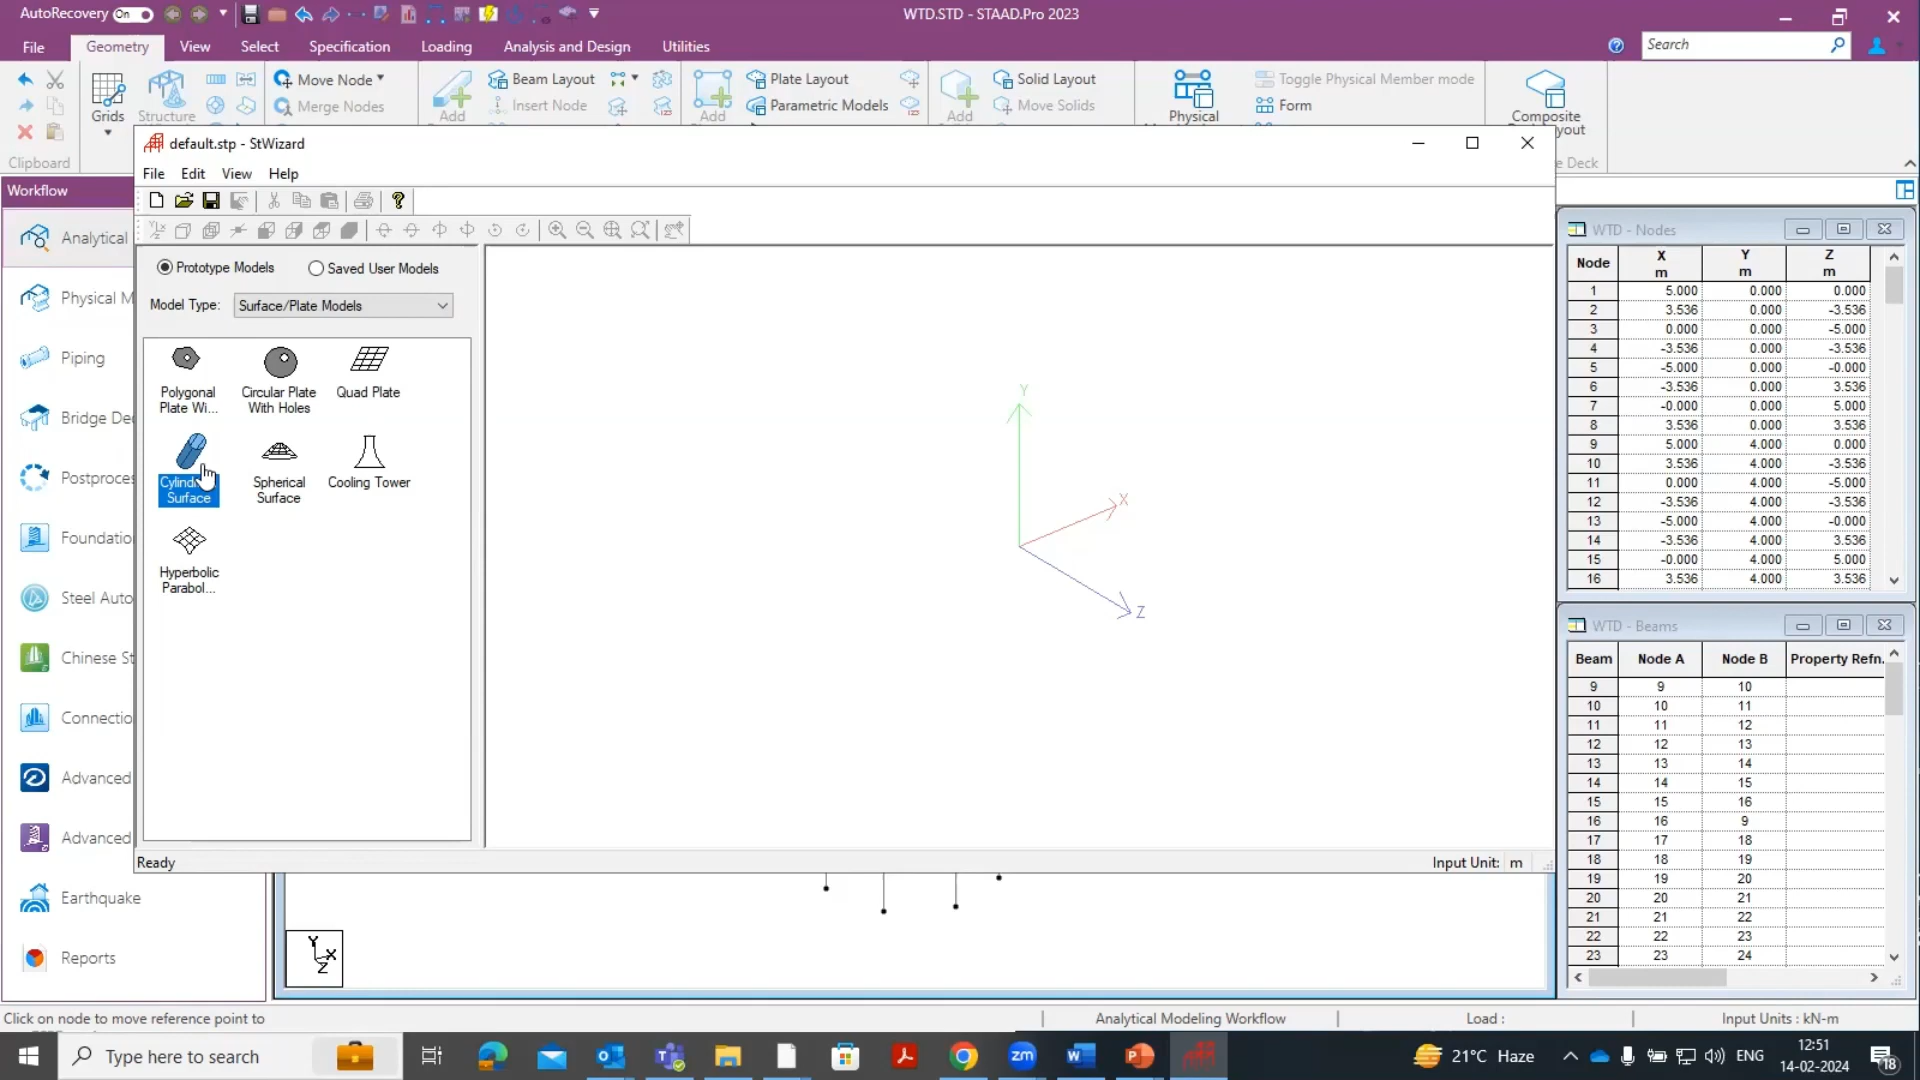 AutoRecovery On
WTD.STD - STAAD.Pro 2023
File
Geometry
View
Select
Specification
Loading
Analysis and Design
Utilities
Search
Grids
Structure
Move Node
Merge Nodes
Add
Beam Layout
Insert Node
Add
Plate Layout
Parametric Models
Add
Solid Layout
Move Solids
Physical
Toggle Physical Member mode
Form
Composite
Clipboard
e Deck
default.stp - StWizard
File Edit View Help
Prototype Models
Saved User Models
Model Type:
Surface/Plate Models
Polygonal
Plate Wi...
Circular Plate
With Holes
Quad Plate
Cylind
Surface
Spherical
Surface
Cooling Tower
Hyperbolic
Parabol...
Y
X
Z
Ready
Input Unit: m
Workflow
Analytical
Physical M
Piping
Bridge De
Postproces
Foundatio
Steel Auto
Chinese St
Connectio
Advanced
Advanced
Earthquake
Reports
WTD - Nodes
Node X m Y m Z m
1 5.000 0.000 0.000
2 3.536 0.000 -3.536
3 0.000 0.000 -5.000
4 -3.536 0.000 -3.536
5 -5.000 0.000 -0.000
6 -3.536 0.000 3.536
7 -0.000 0.000 5.000
8 3.536 0.000 3.536
9 5.000 4.000 0.000
10 3.536 4.000 -3.536
11 0.000 4.000 -5.000
12 -3.536 4.000 -3.536
13 -5.000 4.000 -0.000
14 -3.536 4.000 3.536
15 -0.000 4.000 5.000
16 3.536 4.000 3.536
WTD - Beams
Beam Node A Node B Property Refn.
9 9 10
10 10 11
11 11 12
12 12 13
13 13 14
14 14 15
15 15 16
16 16 9
17 17 18
18 18 19
19 19 20
20 20 21
21 21 22
22 22 23
23 23 24
Y
X
Z
Click on node to move reference point to
Analytical Modeling Workflow
Load :
Input Units : kN-m
Type here to search
zm
21°C Haze
ENG
12:51
14-02-2024
18